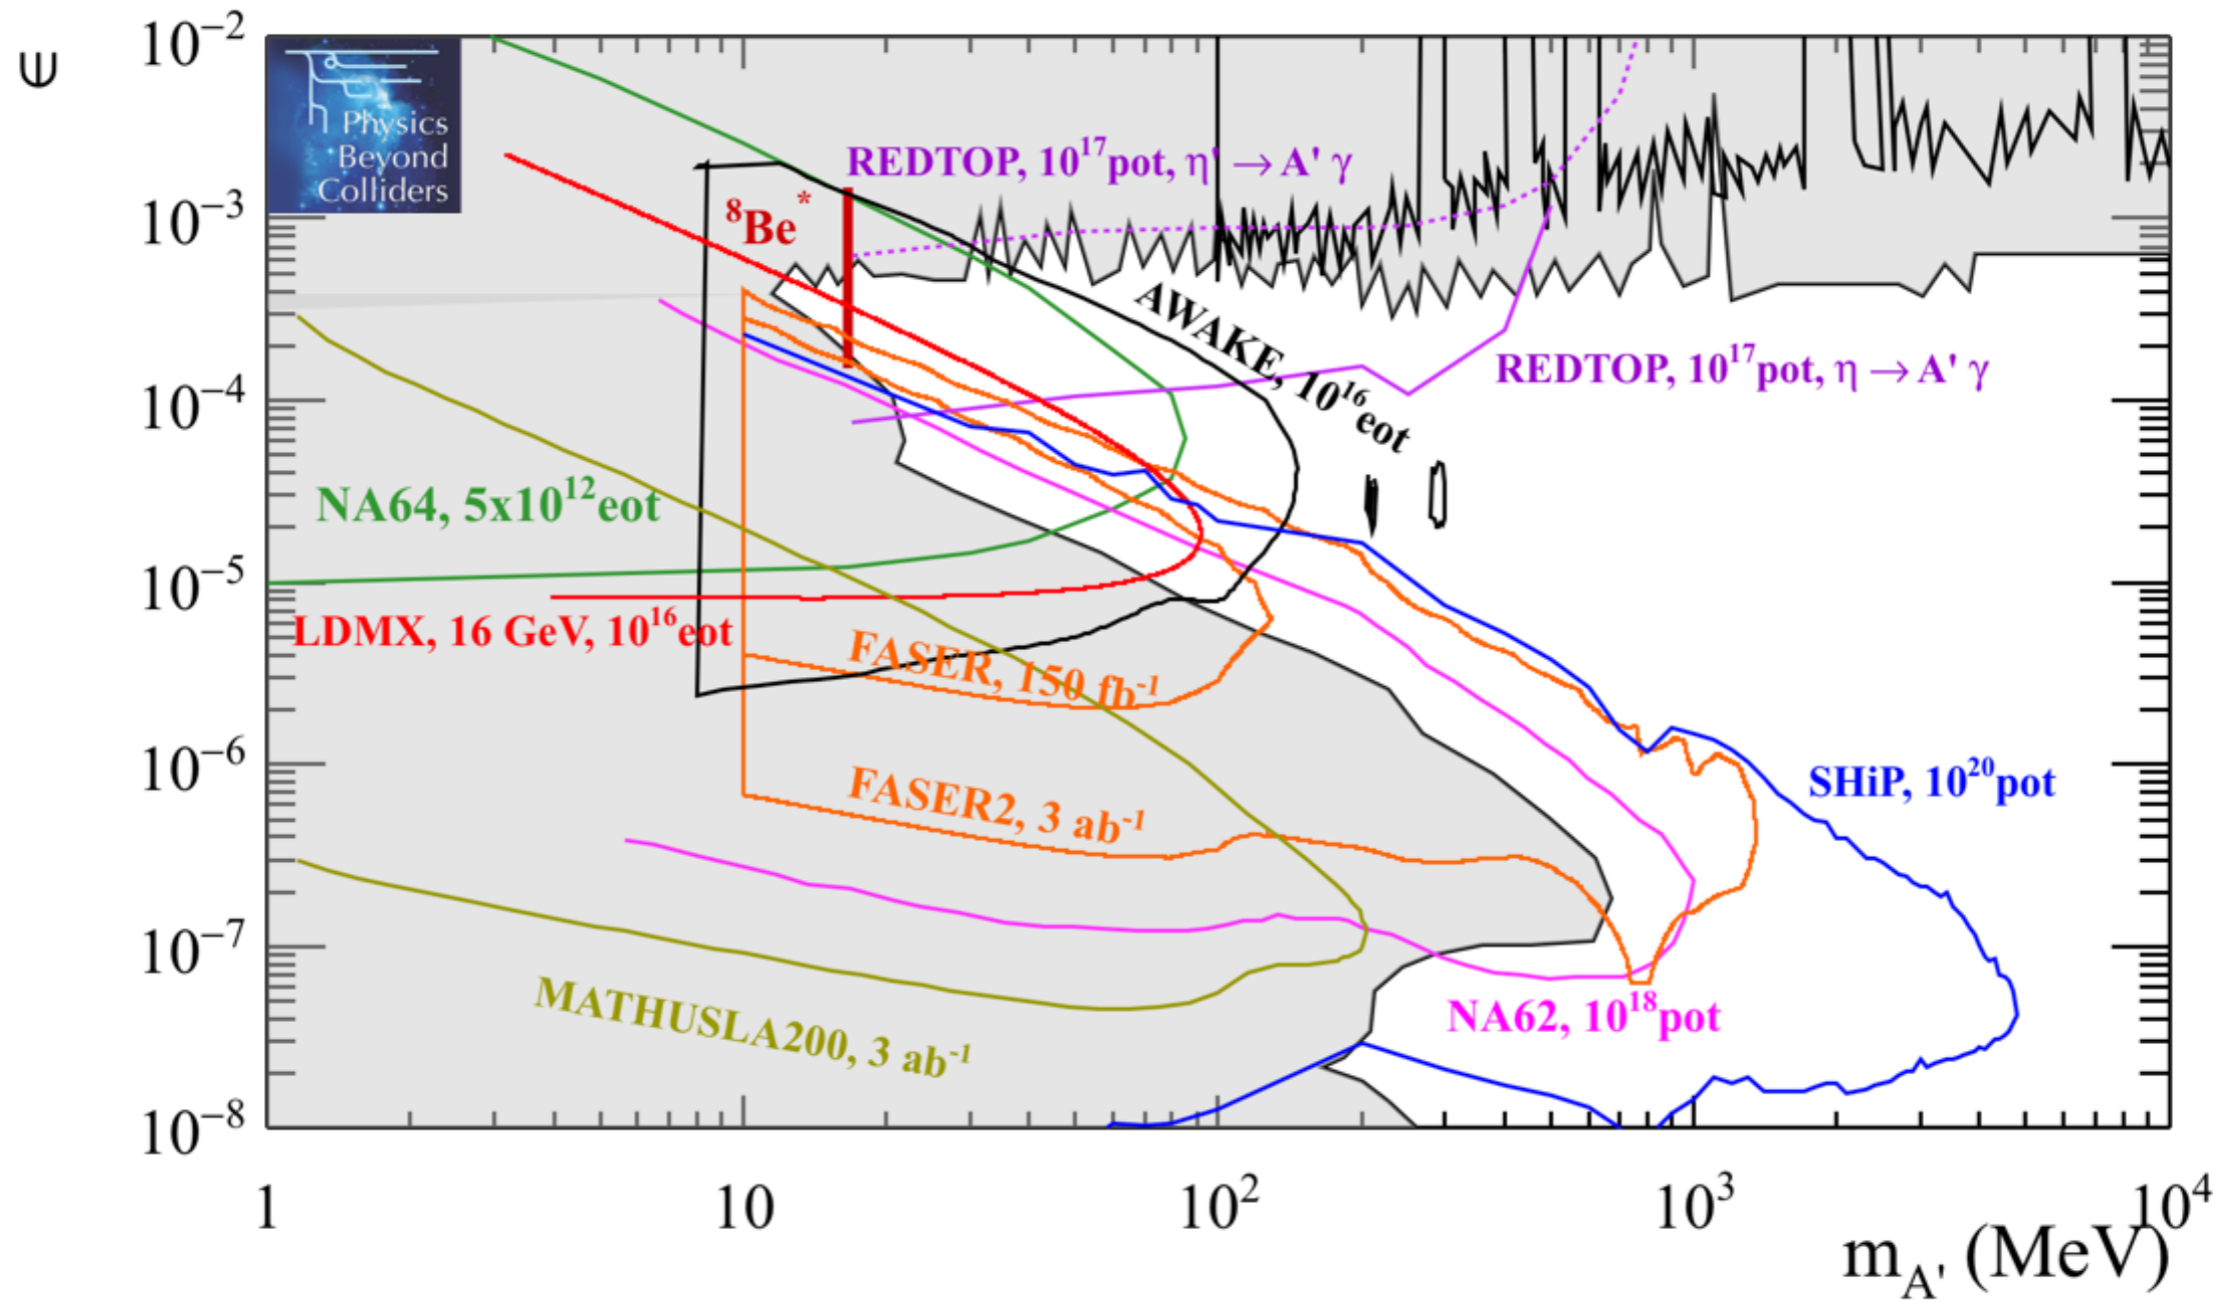 10⁻²
∈
Physics
Beyond
Colliders
REDTOP, 10¹⁷pot, η' → A' γ
10⁻³
⁸Be*
AWAKE, 10¹⁶eot
REDTOP, 10¹⁷pot, η → A' γ
10⁻⁴
NA64, 5x10¹²eot
10⁻⁵
LDMX, 16 GeV, 10¹⁶eot
FASER, 150 fb⁻¹
10⁻⁶
FASER2, 3 ab⁻¹
SHiP, 10²⁰pot
10⁻⁷
MATHUSLA200, 3 ab⁻¹
NA62, 10¹⁸pot
10⁻⁸
1 10 10² 10³ 10⁴
m_A' (MeV)